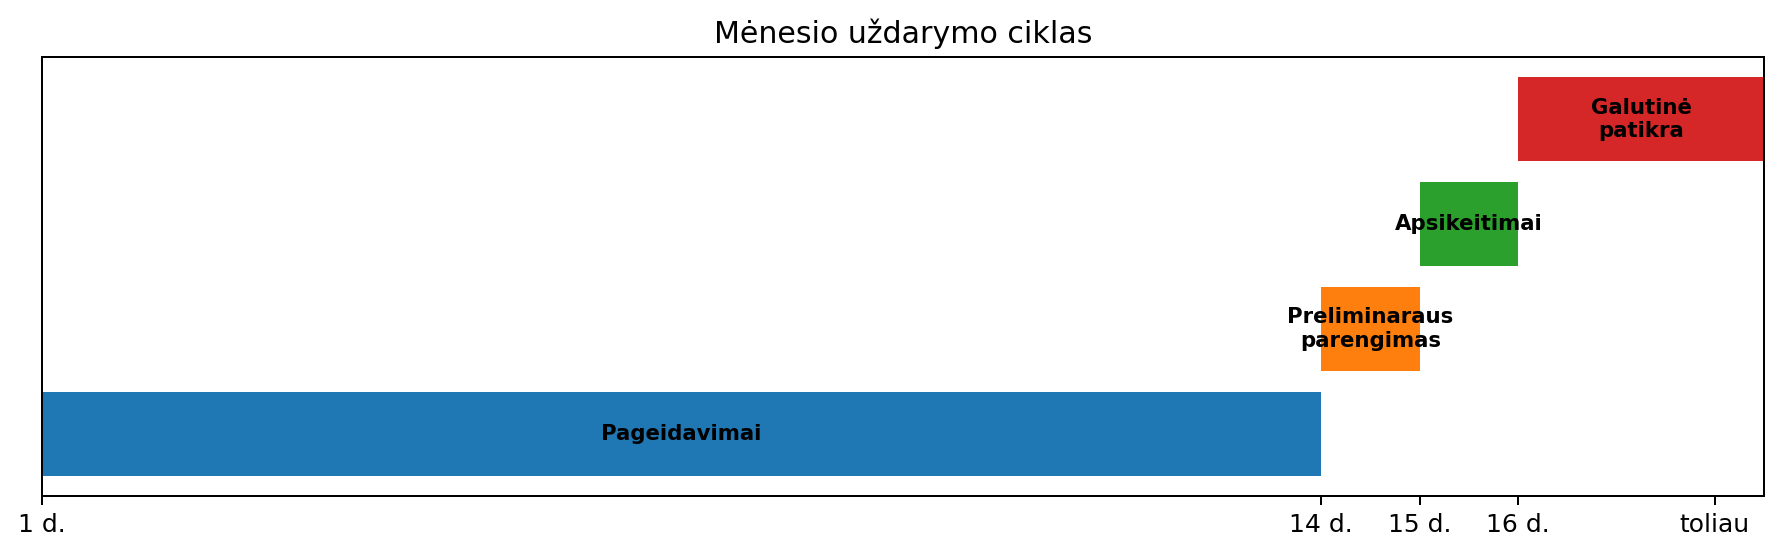 Mėnesio uždarymo ciklas
Galutinė
patikra
Apsikeitimai
Preliminaraus
parengimas
Pageidavimai
1 d.
14 d.
15 d.
16 d.
toliau